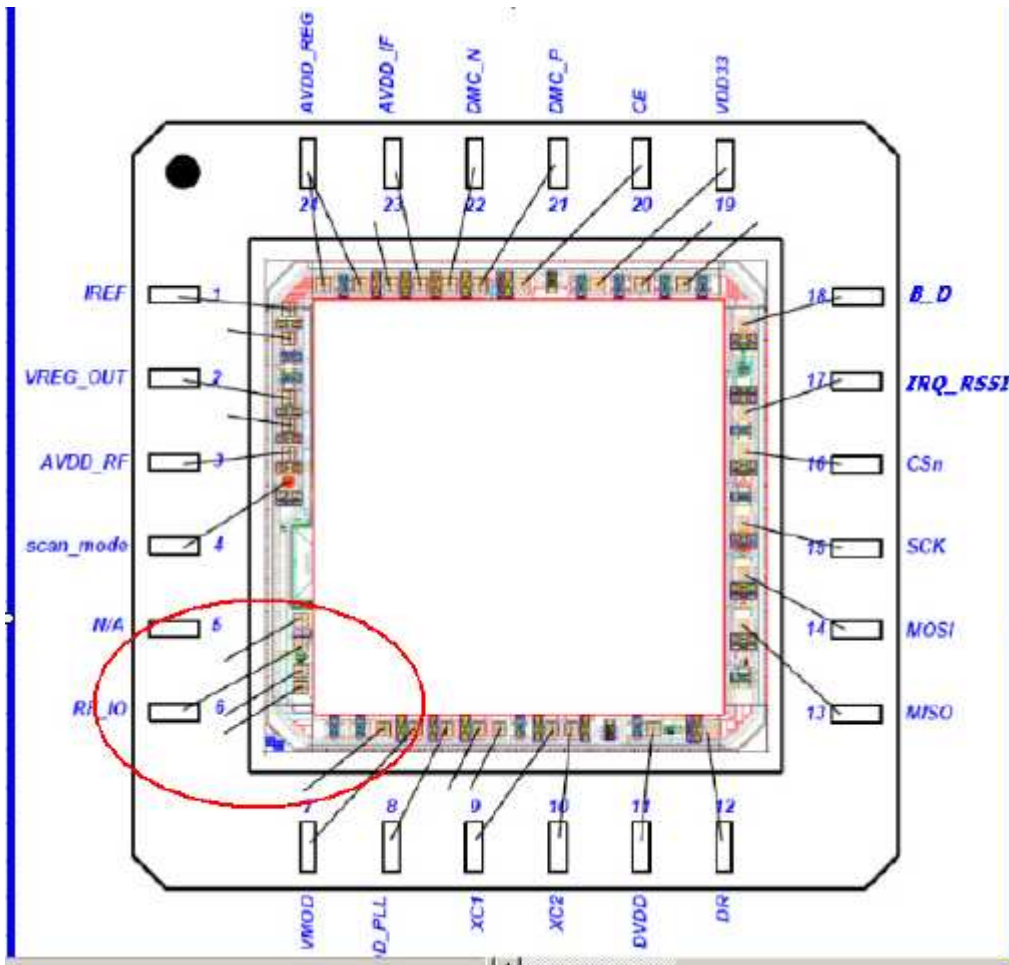 AVDD_REG
AVDD_IF
DMC_N
DMC_P
CE
VDD33
24
23
22
21
20
19
IREF
1
18
B_D
VREG_OUT
2
17
IRQ_RSSI
AVDD_RF
3
16
CSn
scan_mode
4
15
SCK
N/A
5
14
MOSI
RF_IO
6
13
MISO
7
8
9
10
11
12
VMOD
D_PLL
XC1
XC2
DVDD
DR